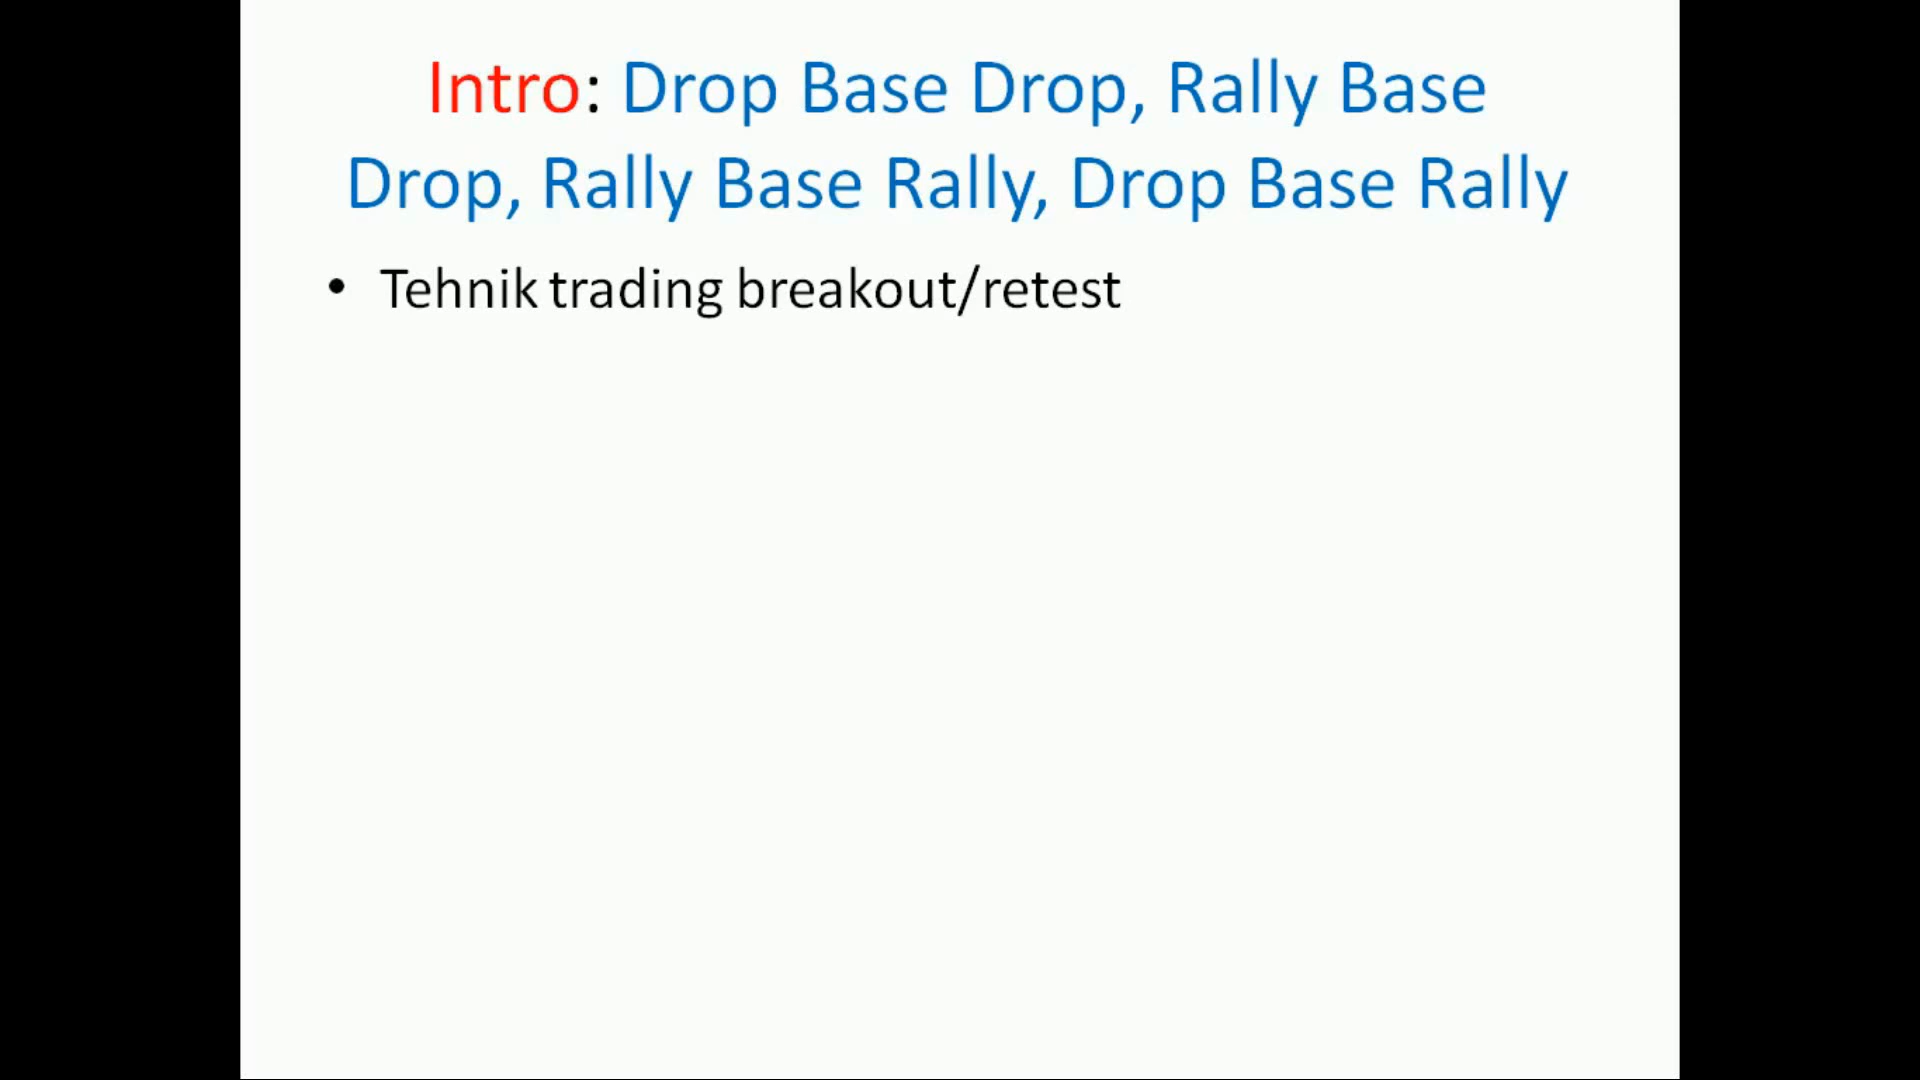 Intro: Drop Base Drop, Rally Base
Drop, Rally Base Rally, Drop Base Rally
• Tehnik trading breakout/retest